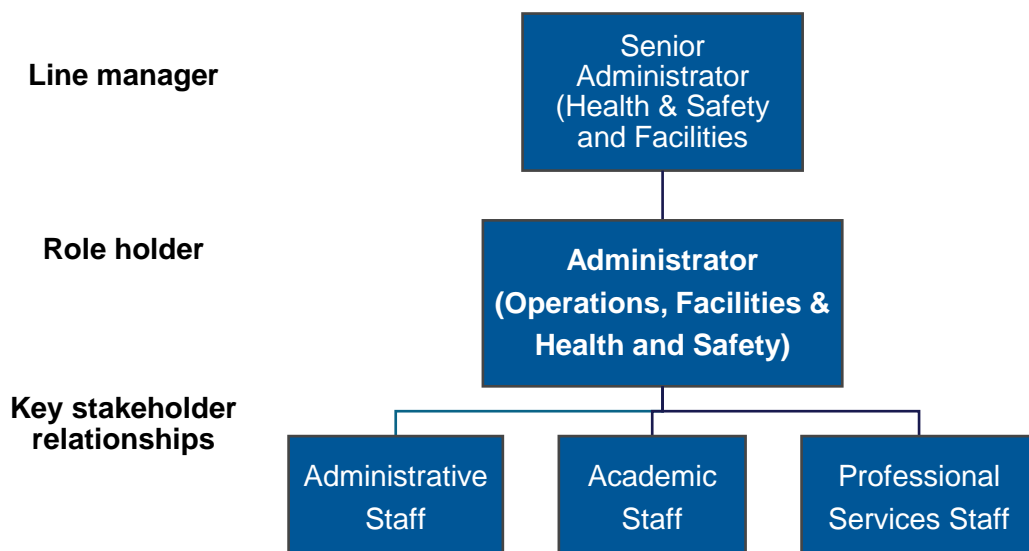 Line manager
Senior
Administrator
(Health & Safety
and Facilities
Role holder
Administrator
(Operations, Facilities &
Health and Safety)
Key stakeholder
relationships
Administrative
Staff
Academic
Staff
Professional
Services Staff